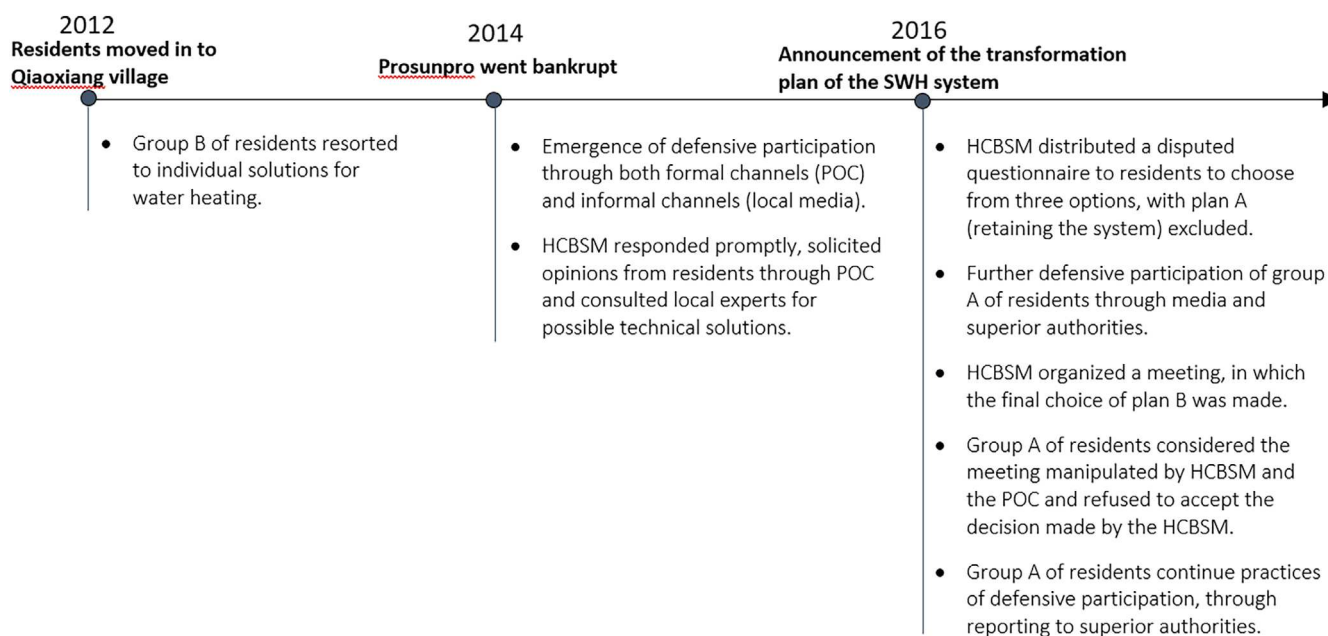 2012
Residents moved in to
Qiaoxiang village
● Group B of residents resorted
to individual solutions for
water heating.
2014
Prosunpro went bankrupt
● Emergence of defensive participation
through both formal channels (POC)
and informal channels (local media).
● HCBSM responded promptly, solicited
opinions from residents through POC
and consulted local experts for
possible technical solutions.
2016
Announcement of the transformation
plan of the SWH system
● HCBSM distributed a disputed
questionnaire to residents to choose
from three options, with plan A
(retaining the system) excluded.
● Further defensive participation of group
A of residents through media and
superior authorities.
● HCBSM organized a meeting, in which
the final choice of plan B was made.
● Group A of residents considered the
meeting manipulated by HCBSM and
the POC and refused to accept the
decision made by the HCBSM.
● Group A of residents continue practices
of defensive participation, through
reporting to superior authorities.